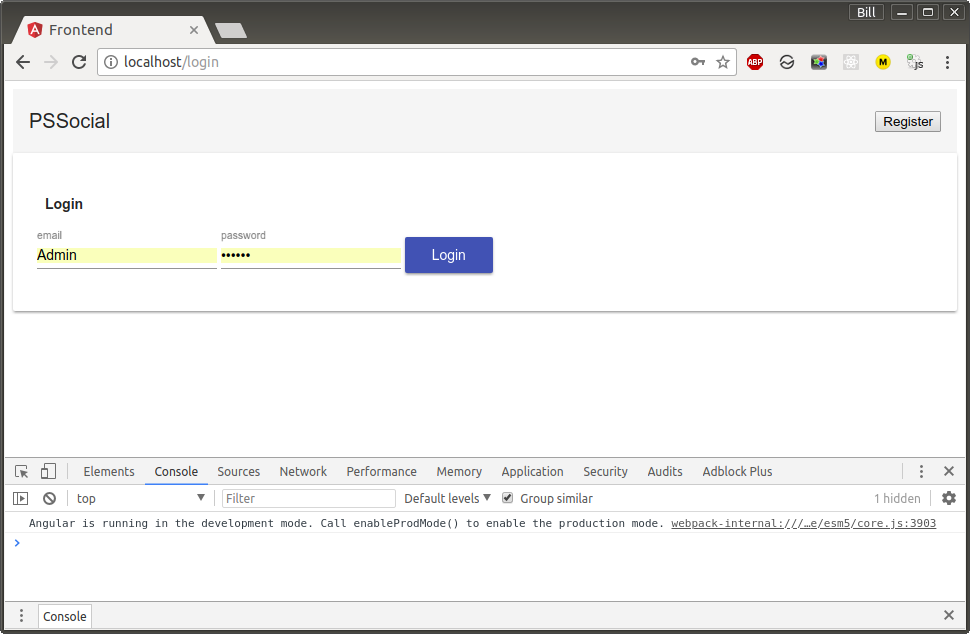 Bill
Frontend
localhost/login
ABP
M
js
PSSocial
Register
Login
email
password
Admin
••••••
Login
Elements Console Sources Network Performance Memory Application Security Audits Adblock Plus
top
Filter
Default levels
Group similar
1 hidden
Angular is running in the development mode. Call enableProdMode() to enable the production mode. webpack-internal:///…e/esm5/core.js:3903
Console